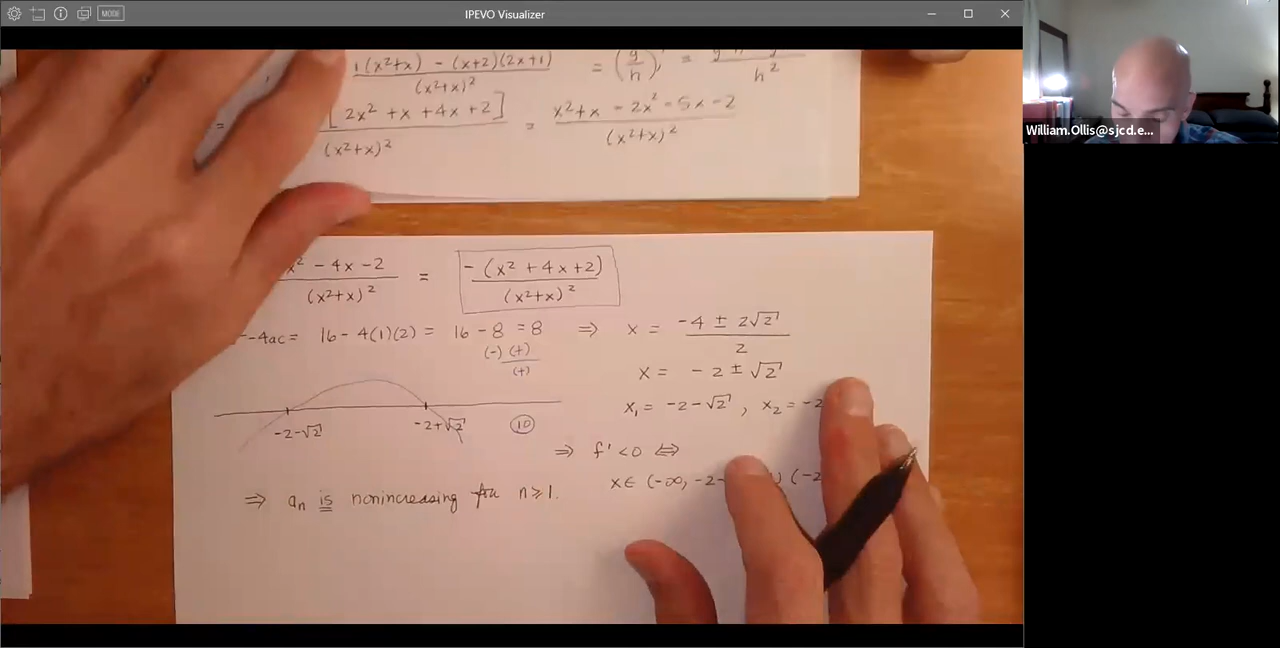 IPEVO Visualizer
MODE
William.Ollis@sjcd.e...
1(x²+x) - (x+2)(2x+1) / (x²+x)² = (g/h)' = / h²
= [2x² + x + 4x + 2] / (x²+x)² = x²+x - 2x² - 5x - 2 / (x²+x)²
x² - 4x - 2 / (x²+x)² = -(x² + 4x + 2) / (x²+x)²
-4ac = 16 - 4(1)(2) = 16 - 8 = 8 ⇒ x = -4 ± 2√2 / 2
(-)(+) / (+)
x = -2 ± √2
x₁ = -2-√2 , x₂ = -2
-2-√2 -2+√2 10
⇒ f' < 0 ⇔
x ∈ (-∞, -2- ) (-2
⇒ aₙ is nonincreasing for n ≥ 1.